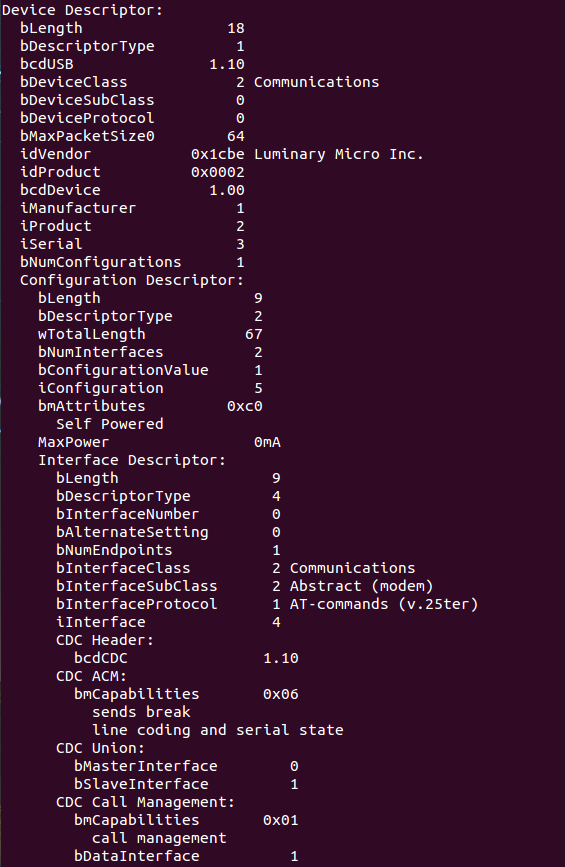 Device Descriptor:
  bLength                18
  bDescriptorType         1
  bcdUSB               1.10
  bDeviceClass            2 Communications
  bDeviceSubClass         0
  bDeviceProtocol         0
  bMaxPacketSize0        64
  idVendor           0x1cbe Luminary Micro Inc.
  idProduct          0x0002
  bcdDevice            1.00
  iManufacturer           1
  iProduct                2
  iSerial                 3
  bNumConfigurations      1
  Configuration Descriptor:
    bLength                 9
    bDescriptorType         2
    wTotalLength           67
    bNumInterfaces          2
    bConfigurationValue     1
    iConfiguration          5
    bmAttributes         0xc0
      Self Powered
    MaxPower                0mA
    Interface Descriptor:
      bLength                 9
      bDescriptorType         4
      bInterfaceNumber        0
      bAlternateSetting       0
      bNumEndpoints           1
      bInterfaceClass         2 Communications
      bInterfaceSubClass      2 Abstract (modem)
      bInterfaceProtocol      1 AT-commands (v.25ter)
      iInterface              4
      CDC Header:
        bcdCDC               1.10
      CDC ACM:
        bmCapabilities       0x06
          sends break
          line coding and serial state
      CDC Union:
        bMasterInterface        0
        bSlaveInterface         1
      CDC Call Management:
        bmCapabilities       0x01
          call management
        bDataInterface          1